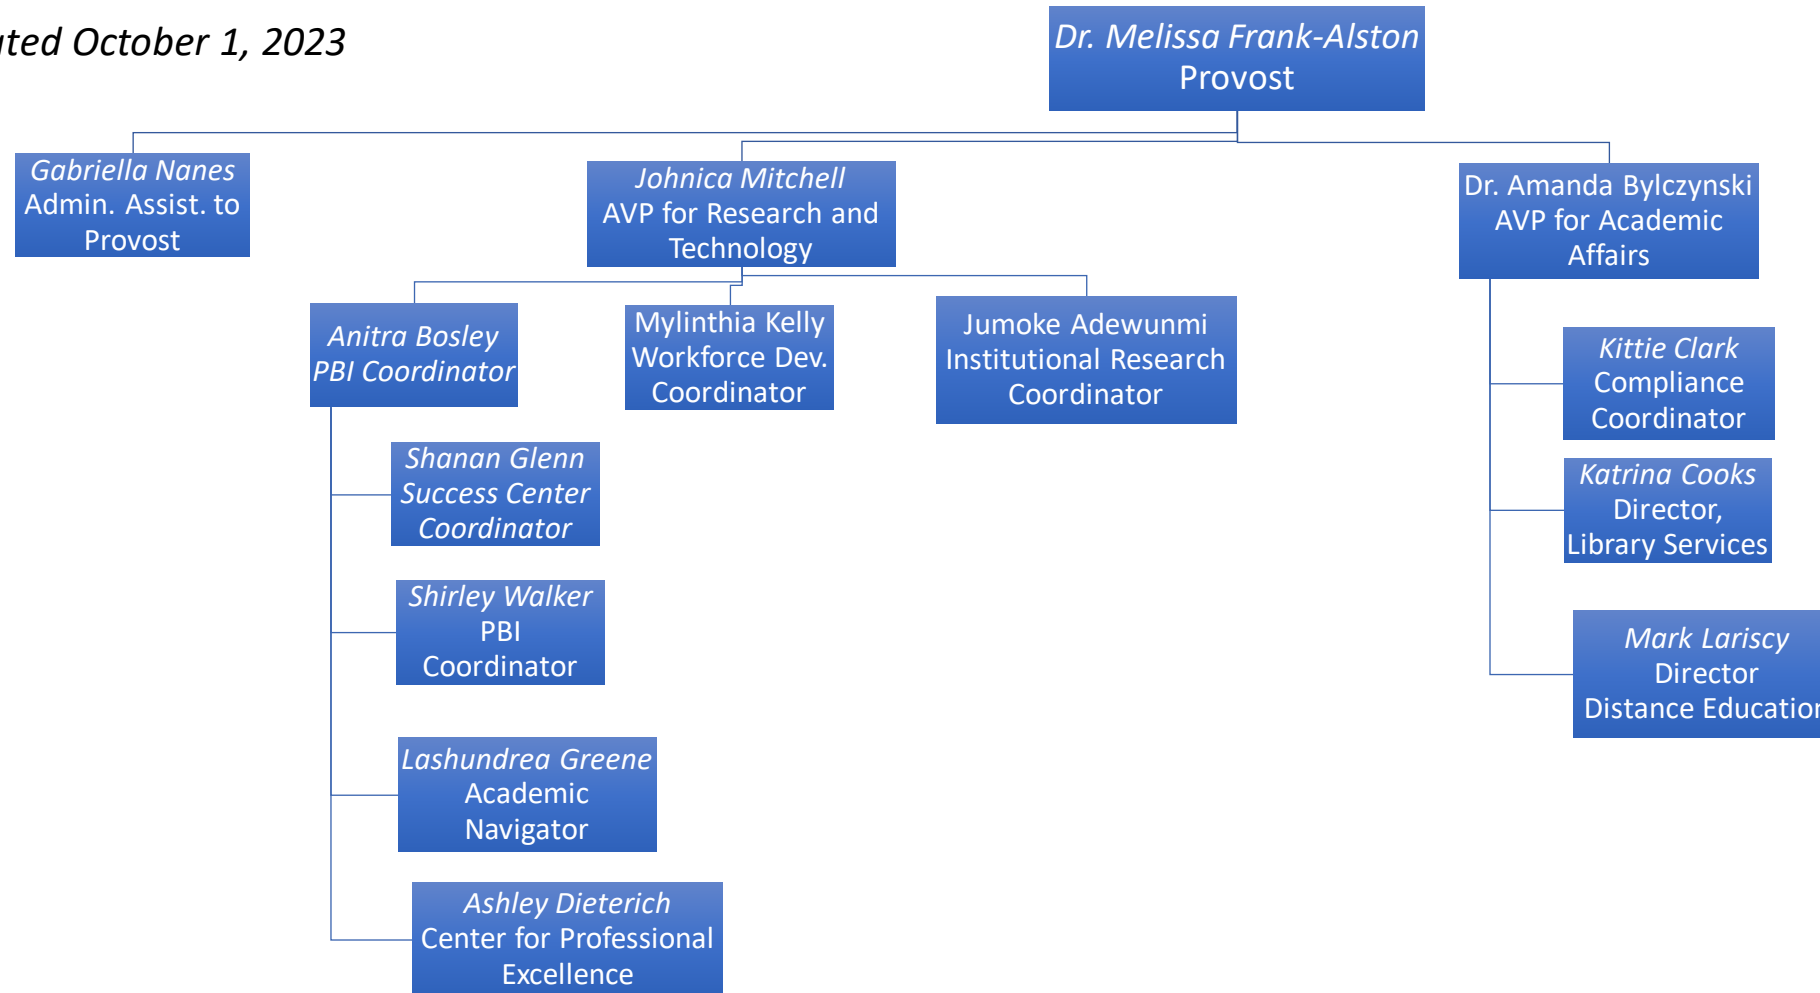 October 1, 2023
Dr. Melissa Frank-Alston
Provost
Gabriella Nanes
Admin. Assist. to
Provost
Johnica Mitchell
AVP for Research and
Technology
Dr. Amanda Bylczynski
AVP for Academic
Affairs
Anitra Bosley
PBI Coordinator
Mylinthia Kelly
Workforce Dev.
Coordinator
Jumoke Adewunmi
Institutional Research
Coordinator
Kittie Clark
Compliance
Coordinator
Shanan Glenn
Success Center
Coordinator
Katrina Cooks
Director,
Library Services
Shirley Walker
PBI
Coordinator
Mark Lariscy
Director
Distance Education
Lashundrea Greene
Academic
Navigator
Ashley Dieterich
Center for Professional
Excellence